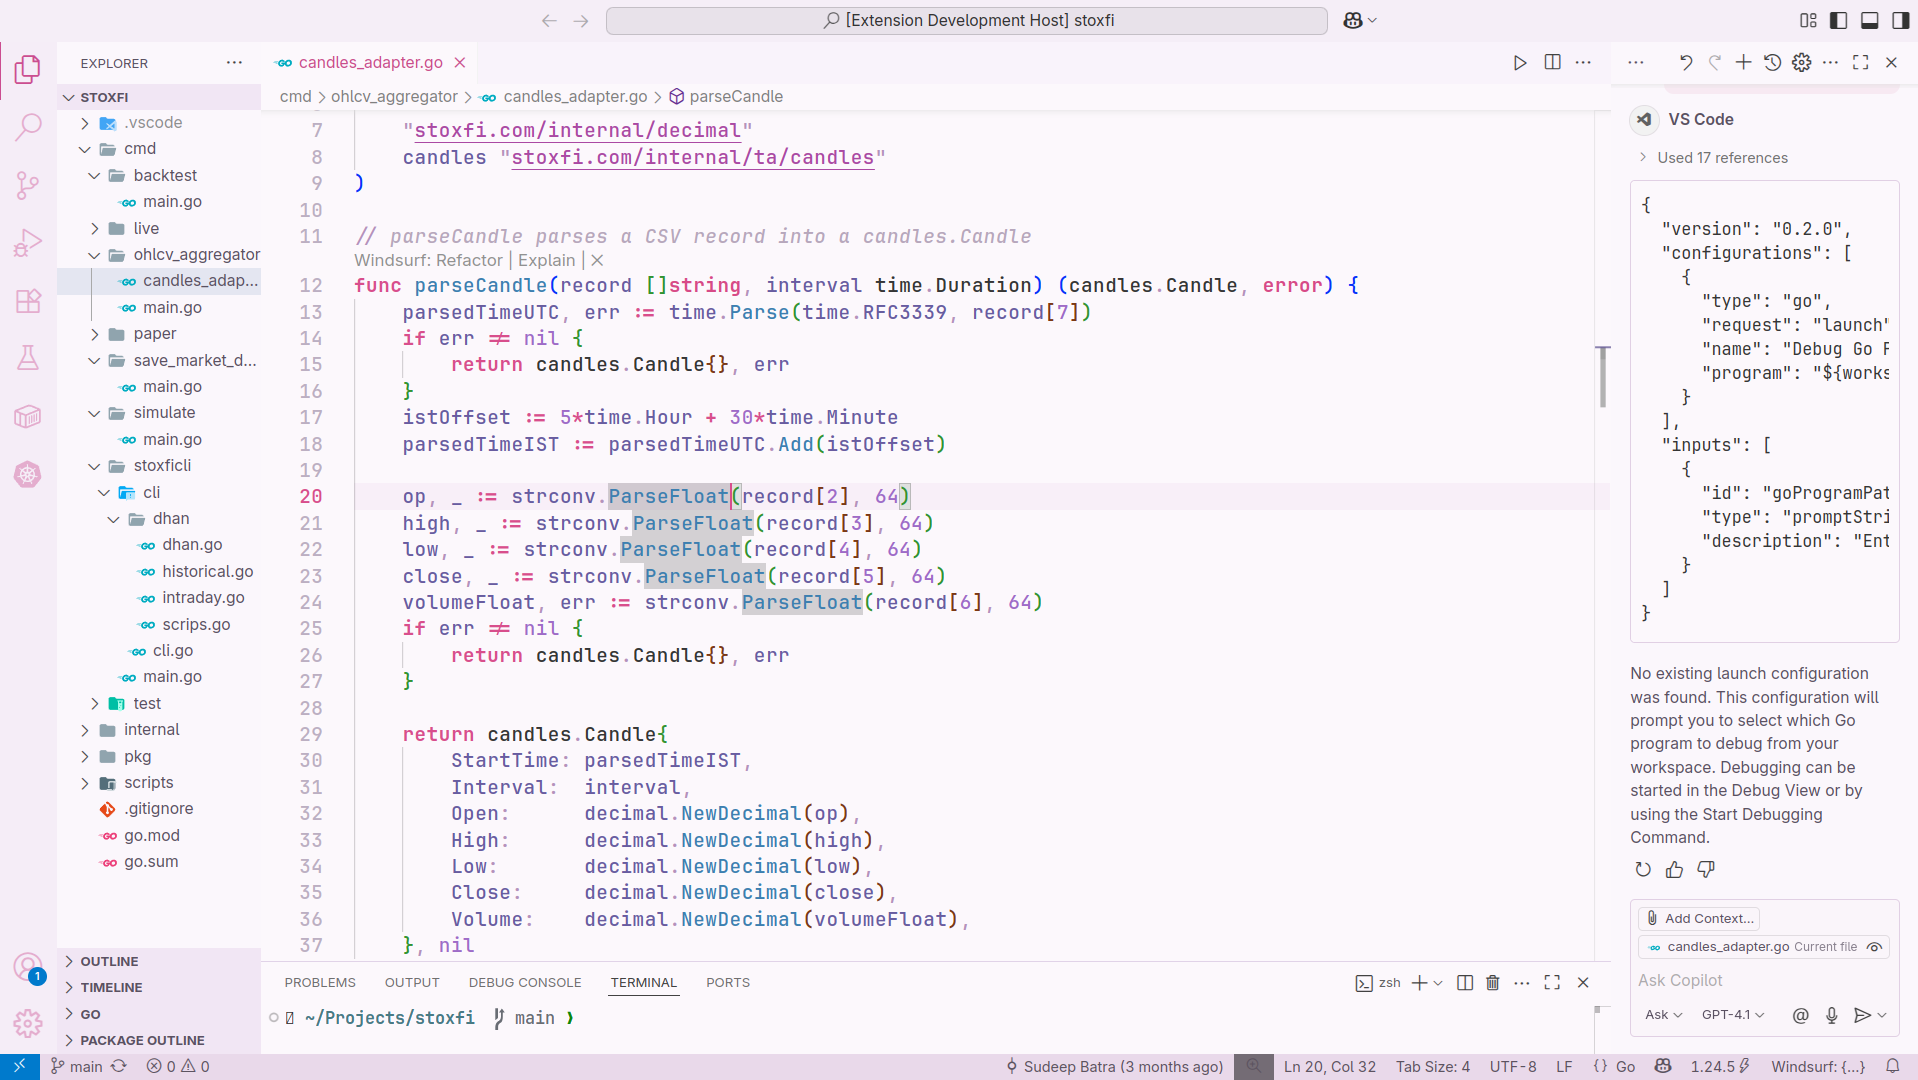 [Extension Development Host] stoxfi
EXPLORER
STOXFI
.vscode
cmd
backtest
main.go
live
ohlcv_aggregator
candles_adap...
main.go
paper
save_market_d...
main.go
simulate
main.go
stoxficli
cli
dhan
dhan.go
historical.go
intraday.go
scrips.go
cli.go
main.go
test
internal
pkg
scripts
.gitignore
go.mod
go.sum
OUTLINE
TIMELINE
GO
PACKAGE OUTLINE
1
candles_adapter.go
cmd > ohlcv_aggregator > candles_adapter.go > parseCandle
7 "stoxfi.com/internal/decimal"
8 candles "stoxfi.com/internal/ta/candles"
9 )
10
11 // parseCandle parses a CSV record into a candles.Candle
Windsurf: Refactor | Explain | X
12 func parseCandle(record []string, interval time.Duration) (candles.Candle, error) {
13 parsedTimeUTC, err := time.Parse(time.RFC3339, record[7])
14 if err != nil {
15 return candles.Candle{}, err
16 }
17 istOffset := 5*time.Hour + 30*time.Minute
18 parsedTimeIST := parsedTimeUTC.Add(istOffset)
19
20 op, _ := strconv.ParseFloat(record[2], 64)
21 high, _ := strconv.ParseFloat(record[3], 64)
22 low, _ := strconv.ParseFloat(record[4], 64)
23 close, _ := strconv.ParseFloat(record[5], 64)
24 volumeFloat, err := strconv.ParseFloat(record[6], 64)
25 if err != nil {
26 return candles.Candle{}, err
27 }
28
29 return candles.Candle{
30 StartTime: parsedTimeIST,
31 Interval: interval,
32 Open: decimal.NewDecimal(op),
33 High: decimal.NewDecimal(high),
34 Low: decimal.NewDecimal(low),
35 Close: decimal.NewDecimal(close),
36 Volume: decimal.NewDecimal(volumeFloat),
37 }, nil
PROBLEMS OUTPUT DEBUG CONSOLE TERMINAL PORTS
zsh
~/Projects/stoxfi main ❯
VS Code
Used 17 references
{
"version": "0.2.0",
"configurations": [
{
"type": "go",
"request": "launch"
"name": "Debug Go
"program": "${works
}
],
"inputs": [
{
"id": "goProgramPat
"type": "promptStri
"description": "Ent
}
]
}
No existing launch configuration
was found. This configuration will
prompt you to select which Go
program to debug from your
workspace. Debugging can be
started in the Debug View or by
using the Start Debugging
Command.
Add Context...
candles_adapter.go Current file
Ask Copilot
Ask GPT-4.1
main 0 0 Sudeep Batra (3 months ago) Ln 20, Col 32 Tab Size: 4 UTF-8 LF {} Go 1.24.5 Windsurf: {...}